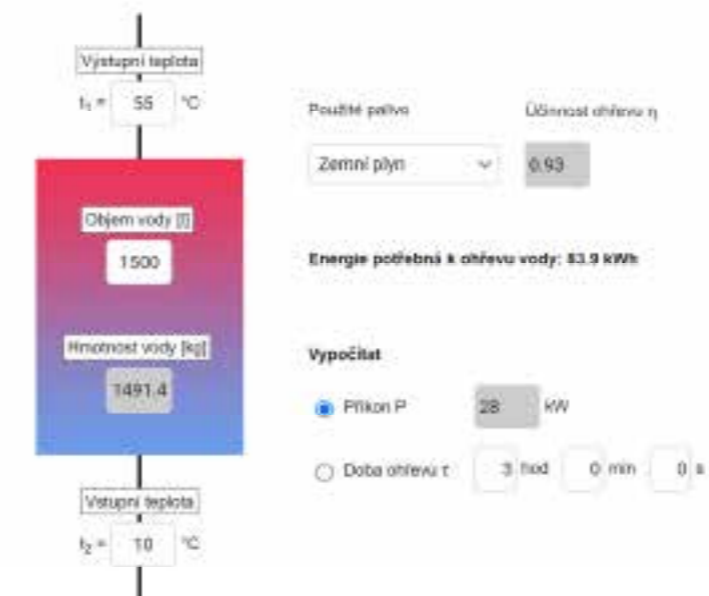 Výstupní teplota
t₁ = 55 °C
Použité palivo
Účinnost ohřevu η
Zemní plyn
0.93
Objem vody [l]
1500
Energie potřebná k ohřevu vody: 83.9 kWh
Hmotnost vody [kg]
1491.4
Vypočítat
Příkon P 28 kW
Doba ohřevu τ 3 hod 0 min 0 s
Vstupní teplota
t₂ = 10 °C